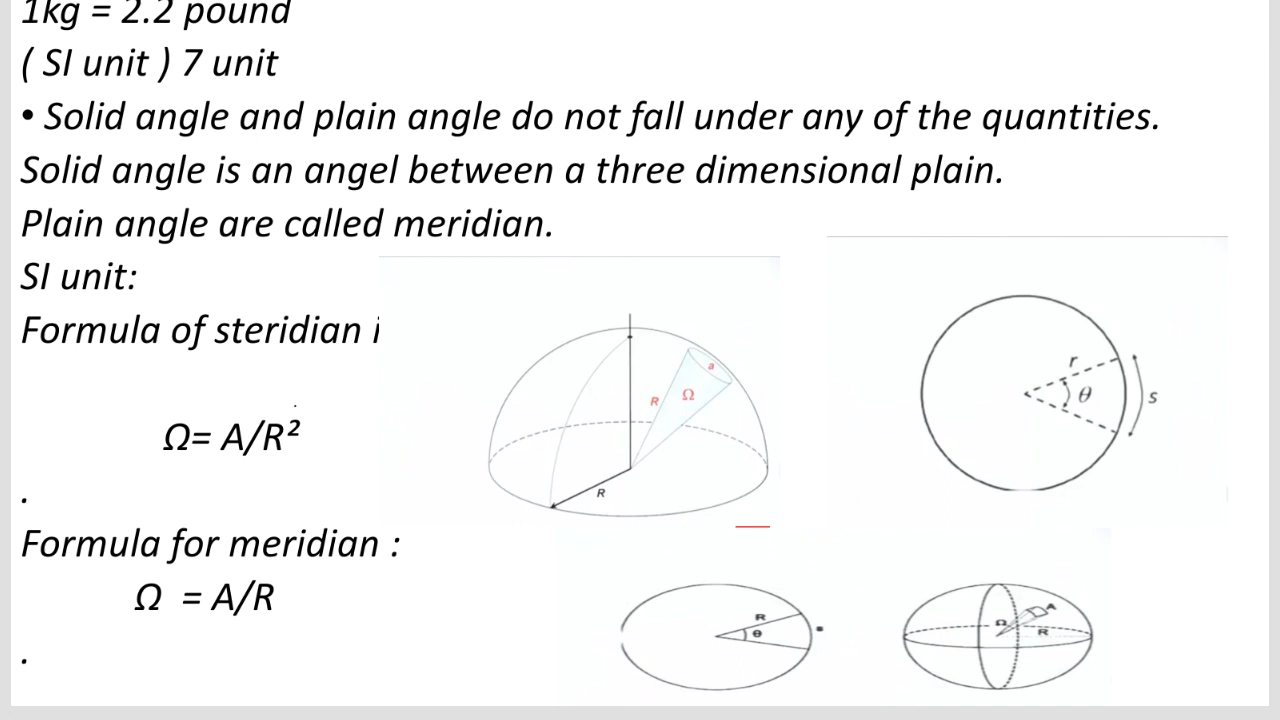 1kg = 2.2 pound
( SI unit ) 7 unit
• Solid angle and plain angle do not fall under any of the quantities.
Solid angle is an angel between a three dimensional plain.
Plain angle are called meridian.
SI unit:
Formula of steridian i
Ω= A/R²
.
Formula for meridian :
Ω = A/R
.
a
R
Ω
R
r
θ
s
R
θ
Ω
A
R